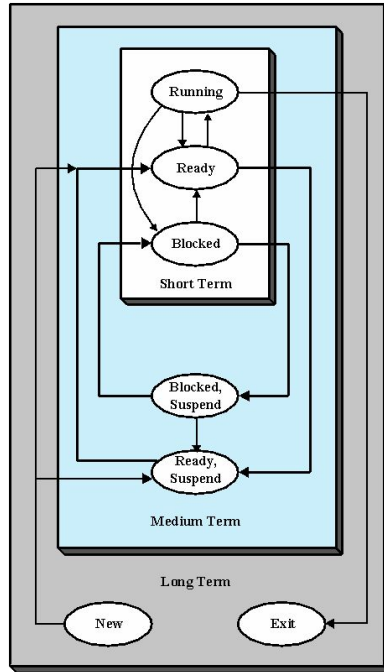 Running
Ready
Blocked
Short Term
Blocked,
Suspend
Ready,
Suspend
Medium Term
Long Term
New
Exit